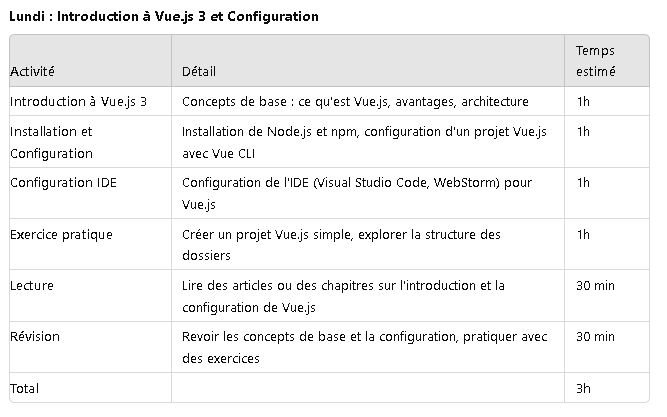 Lundi : Introduction à Vue.js 3 et Configuration
Temps
estimé
Activité Détail
Introduction à Vue.js 3 Concepts de base : ce qu'est Vue.js, avantages, architecture 1h
Installation et Installation de Node.js et npm, configuration d'un projet Vue.js 1h
Configuration avec Vue CLI
Configuration IDE Configuration de l'IDE (Visual Studio Code, WebStorm) pour 1h
Vue.js
Exercice pratique Créer un projet Vue.js simple, explorer la structure des 1h
dossiers
Lecture Lire des articles ou des chapitres sur l'introduction et la 30 min
configuration de Vue.js
Révision Revoir les concepts de base et la configuration, pratiquer avec 30 min
des exercices
Total 3h